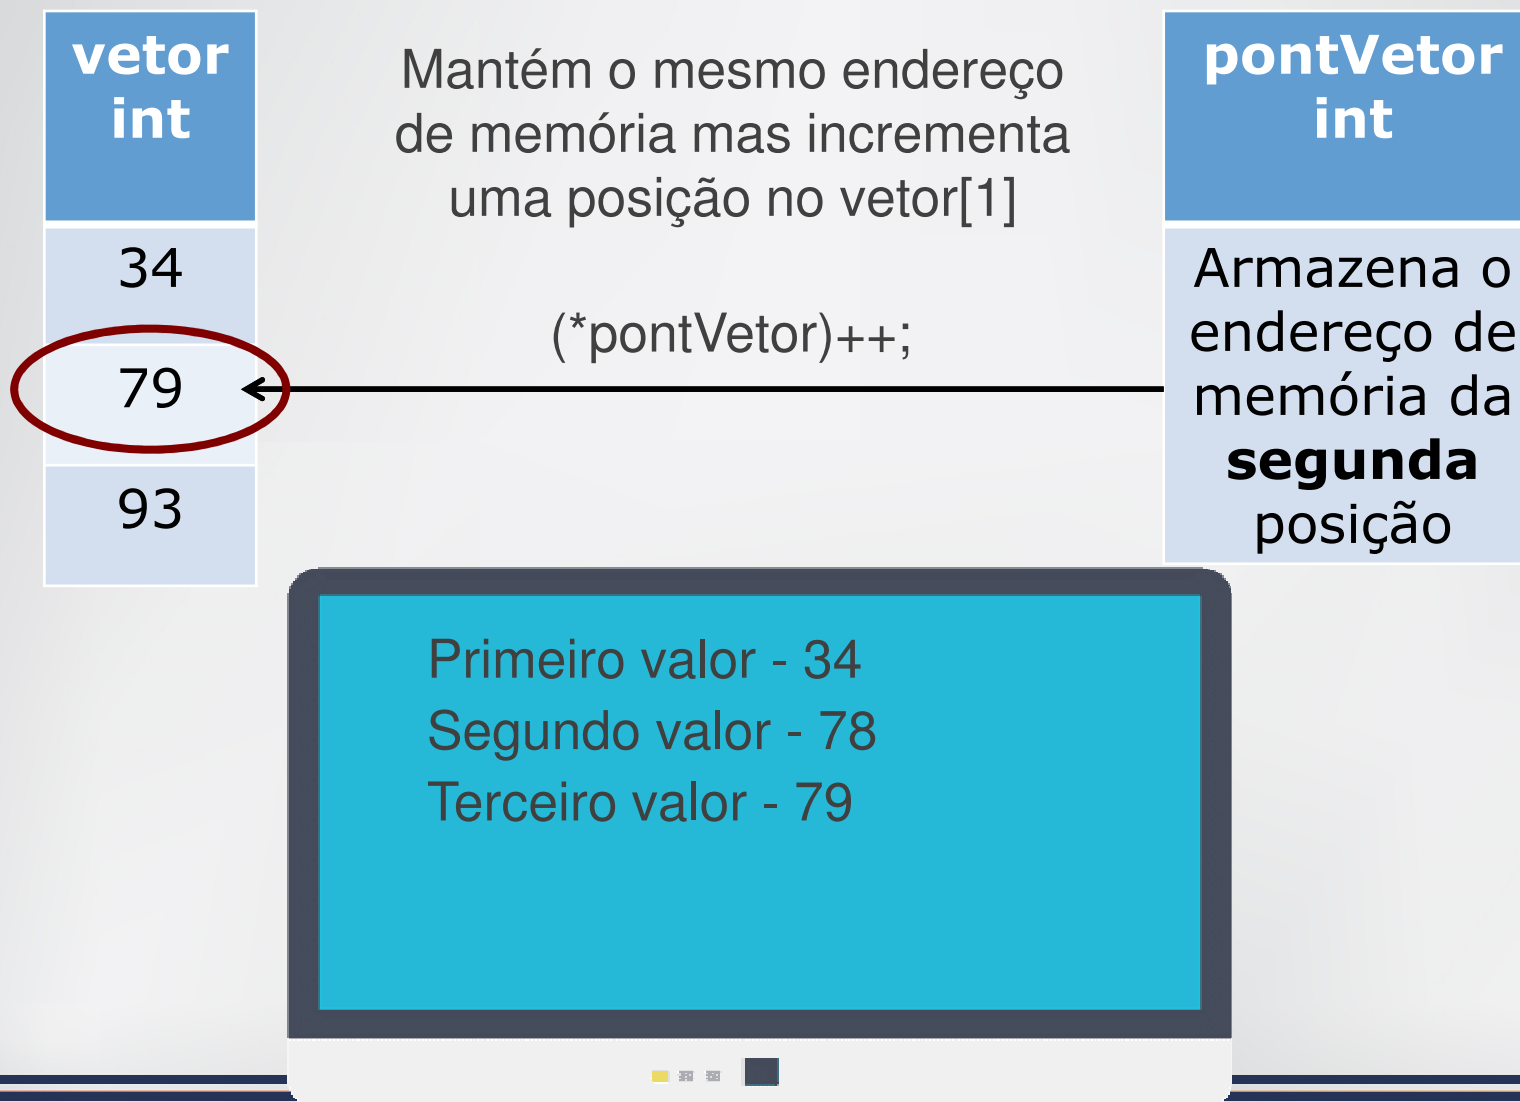 vetor
int
34
79
93
Mantém o mesmo endereço
de memória mas incrementa
uma posição no vetor[1]
(*pontVetor)++;
pontVetor
int
Armazena o
endereço de
memória da
segunda
posição
Primeiro valor - 34
Segundo valor - 78
Terceiro valor - 79